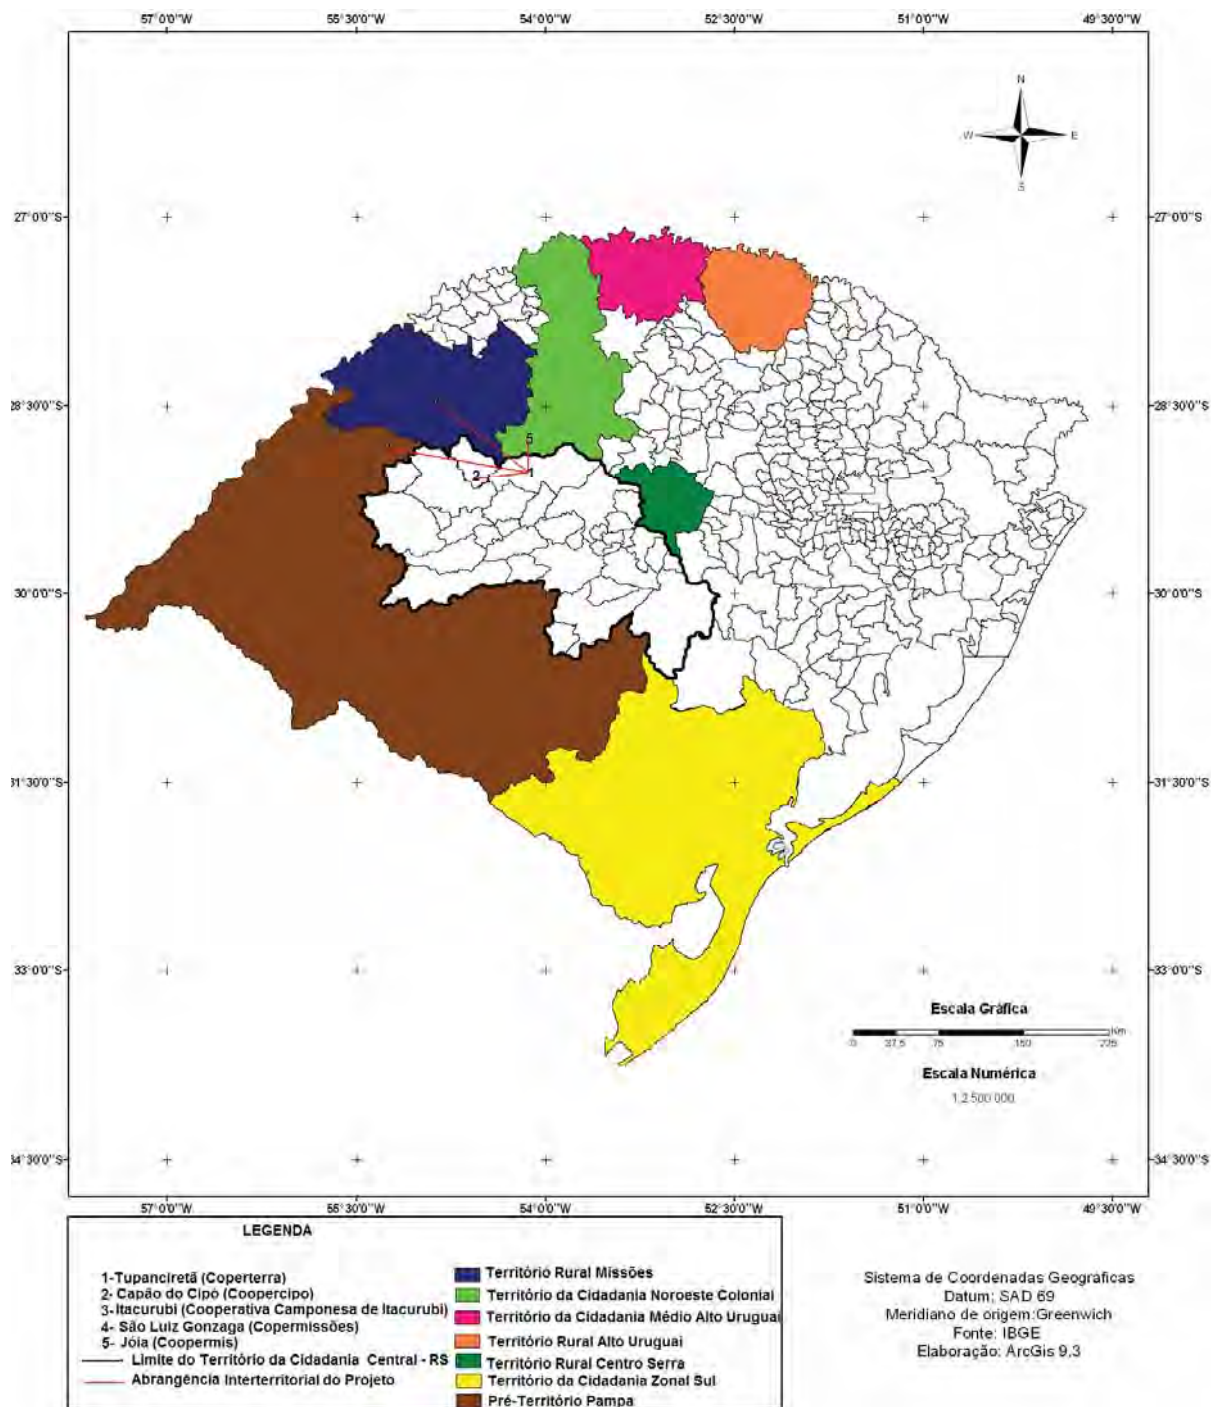 57°0'0"W 55°30'0"W 54°0'0"W 52°30'0"W 51°0'0"W 49°30'0"W
N
W E
S
27°0'0"S 27°0'0"S
28°30'0"S 28°30'0"S
5
2 1
30°0'0"S 30°0'0"S
31°30'0"S 31°30'0"S
33°0'0"S 33°0'0"S
Escala Gráfica
Km
0 37,5 75 150 225
Escala Numérica
1:2.500.000
34°30'0"S 34°30'0"S
57°0'0"W 55°30'0"W 54°0'0"W 52°30'0"W 51°0'0"W 49°30'0"W
LEGENDA
1-Tupanciretã (Coperterra)
2- Capão do Cipó (Coopercipo)
3-Itacurubi (Cooperativa Camponesa de Itacurubi)
4- São Luiz Gonzaga (Copermissões)
5- Jóia (Coopermis)
Limite do Território da Cidadania Central - RS
Abrangência Interterritorial do Projeto
Território Rural Missões
Território da Cidadania Noroeste Colonial
Território da Cidadania Médio Alto Uruguai
Território Rural Alto Uruguai
Território Rural Centro Serra
Território da Cidadania Zonal Sul
Pré-Território Pampa
Sistema de Coordenadas Geográficas
Datum: SAD 69
Meridiano de origem:Greenwich
Fonte: IBGE
Elaboração: ArcGis 9.3